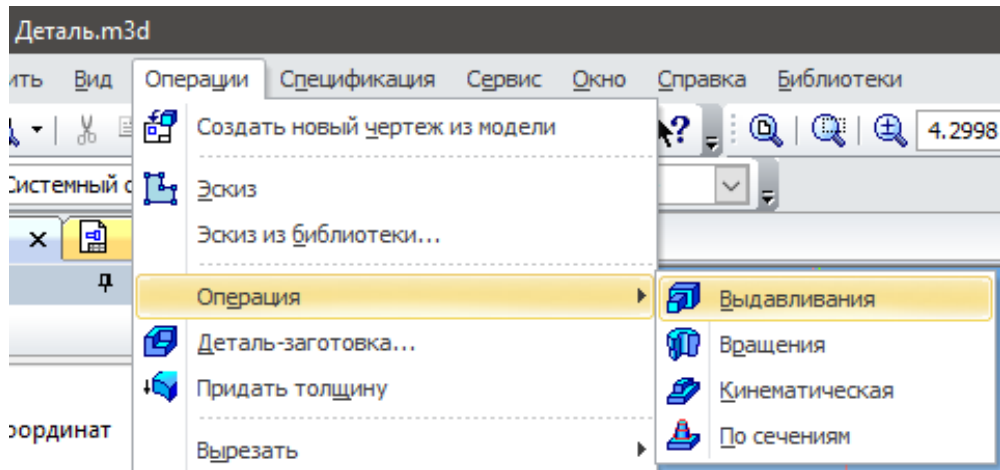 Деталь.m3d
ить Вид Операции Спецификация Сервис Окно Справка Библиотеки
Создать новый чертеж из модели
4.2998
Системный с
Эскиз
Эскиз из библиотеки...
Операция
Выдавливания
Деталь-заготовка...
Вращения
Придать толщину
Кинематическая
оординат
По сечениям
Вырезать